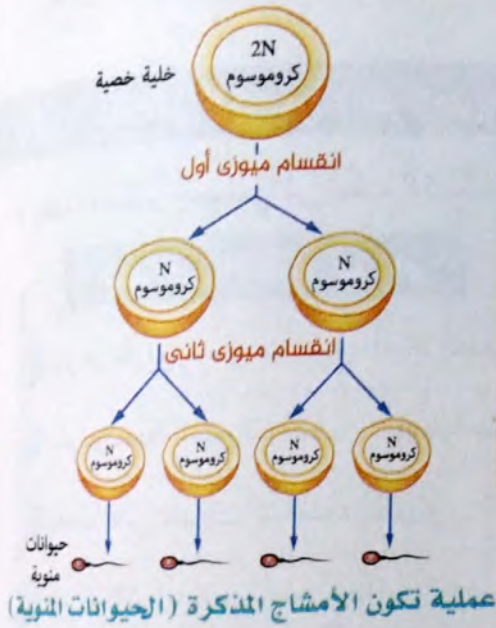 2N
كروموسوم
خلية خصية
انقسام ميوزى أول
N
كروموسوم
N
كروموسوم
انقسام ميوزى ثانى
N
كروموسوم
N
كروموسوم
N
كروموسوم
N
كروموسوم
حيوانات
منوية
عملية تكون الأمشاج المذكرة (الحيوانات المنوية)